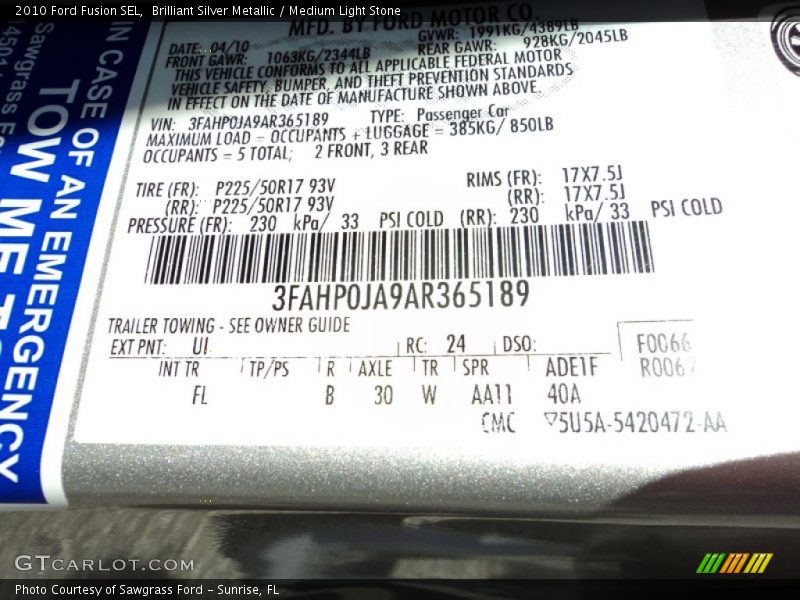 2010 Ford Fusion SEL, Brilliant Silver Metallic / Medium Light Stone
MFD. BY FORD MOTOR CO.
DATE: 04/10 GVWR: 1991KG/4389LB
FRONT GAWR: 1063KG/2344LB REAR GAWR: 928KG/2045LB
THIS VEHICLE CONFORMS TO ALL APPLICABLE FEDERAL MOTOR
VEHICLE SAFETY, BUMPER, AND THEFT PREVENTION STANDARDS
IN EFFECT ON THE DATE OF MANUFACTURE SHOWN ABOVE.
VIN: 3FAHP0JA9AR365189 TYPE: Passenger Car
MAXIMUM LOAD = OCCUPANTS + LUGGAGE = 385KG/ 850LB
OCCUPANTS = 5 TOTAL; 2 FRONT, 3 REAR
TIRE (FR): P225/50R17 93V RIMS (FR): 17X7.5J
(RR): P225/50R17 93V (RR): 17X7.5J
PRESSURE (FR): 230 kPa/ 33 PSI COLD (RR): 230 kPa/ 33 PSI COLD
3FAHP0JA9AR365189
TRAILER TOWING - SEE OWNER GUIDE
EXT PNT: UI RC: 24 DSO: F0066
INT TR TP/PS R AXLE TR SPR ADE1F
FL B 30 W AA11 40A
CMC 5U5A-5420472-AA
IN CASE OF AN EMERGENCY
TOW ME T
Sawgrass
GTCARLOT.COM
Photo Courtesy of Sawgrass Ford - Sunrise, FL